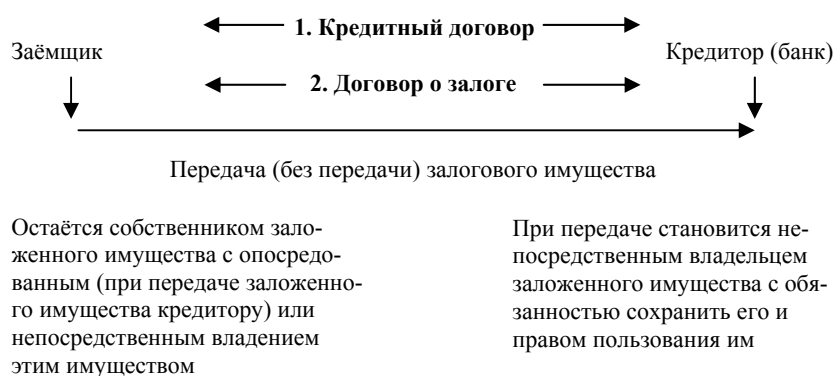 1. Кредитный договор
Заёмщик
Кредитор (банк)
2. Договор о залоге
Передача (без передачи) залогового имущества
Остаётся собственником зало-
женного имущества с опосредо-
ванным (при передаче заложенно-
го имущества кредитору) или
непосредственным владением
этим имуществом
При передаче становится не-
посредственным владельцем
заложенного имущества с обя-
занностью сохранить его и
правом пользования им